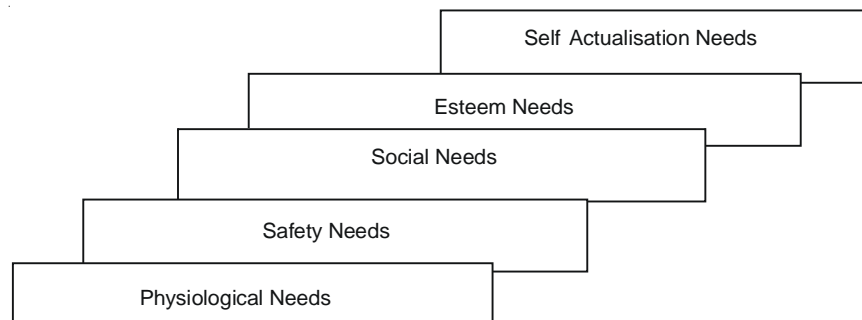 Self Actualisation Needs
Esteem Needs
Social Needs
Safety Needs
Physiological Needs